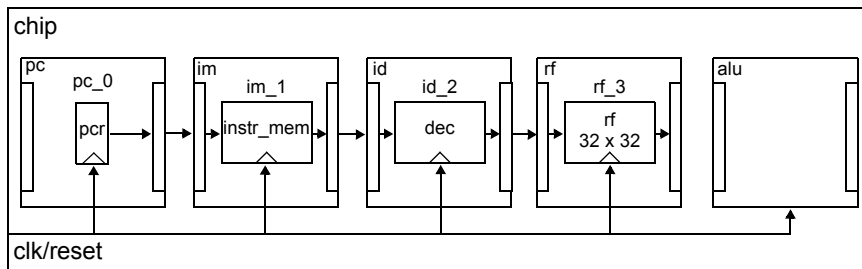 chip
pc
im
id
rf
alu
pc_0
im_1
id_2
rf_3
pcr
instr_mem
dec
rf
32 x 32
clk/reset